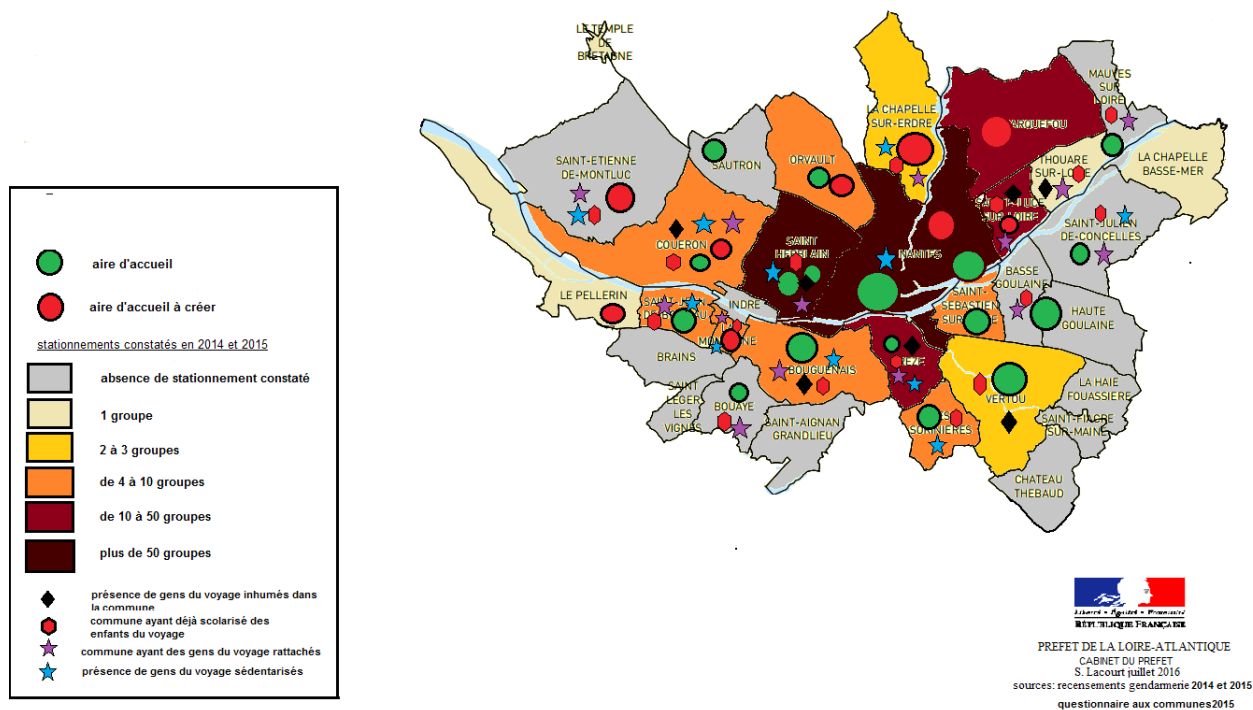 LE TEMPLE
DE
BRETAGNE
MAUVES
SUR
LOIRE
LA CHAPELLE
SUR-ERDRE
SAINT-ETIENNE
DE-MONTLUC
SAUTRON
ORVAULT
THOUARE
SUR-LOIRE
LA CHAPELLE
BASSE-MER
SUR LOIRE
SAINT-JULIEN
DE-CONCELLES
COUERON
SAINT
HERBLAIN
NANTES
BASSE
GOULAINE
LE PELLERIN
INDRE
SAINT-
SEBASTIEN
HAUTE
GOULAINE
BRAINS
BOUGUENAIS
VERTOU
LA HAIE
FOUASSIERE
SAINT
LEGER
LES
VIGNES
BOUAYE
SAINT-AIGNAN
GRANDLIEU
SORINIERES
SAINT-FIACRE
SUR-MAINE
CHATEAU
THEBAUD
aire d'accueil
aire d'accueil à créer
stationnements constatés en 2014 et 2015
absence de stationnement constaté
1 groupe
2 à 3 groupes
de 4 à 10 groupes
de 10 à 50 groupes
plus de 50 groupes
présence de gens du voyage inhumés dans
la commune
commune ayant déjà scolarisé des
enfants du voyage
commune ayant des gens du voyage rattachés
présence de gens du voyage sédentarisés
Liberté • Égalité • Fraternité
RÉPUBLIQUE FRANÇAISE
PREFET DE LA LOIRE-ATLANTIQUE
CABINET DU PREFET
S. Lacourt juillet 2016
sources: recensements gendarmerie 2014 et 2015
questionnaire au communes2015